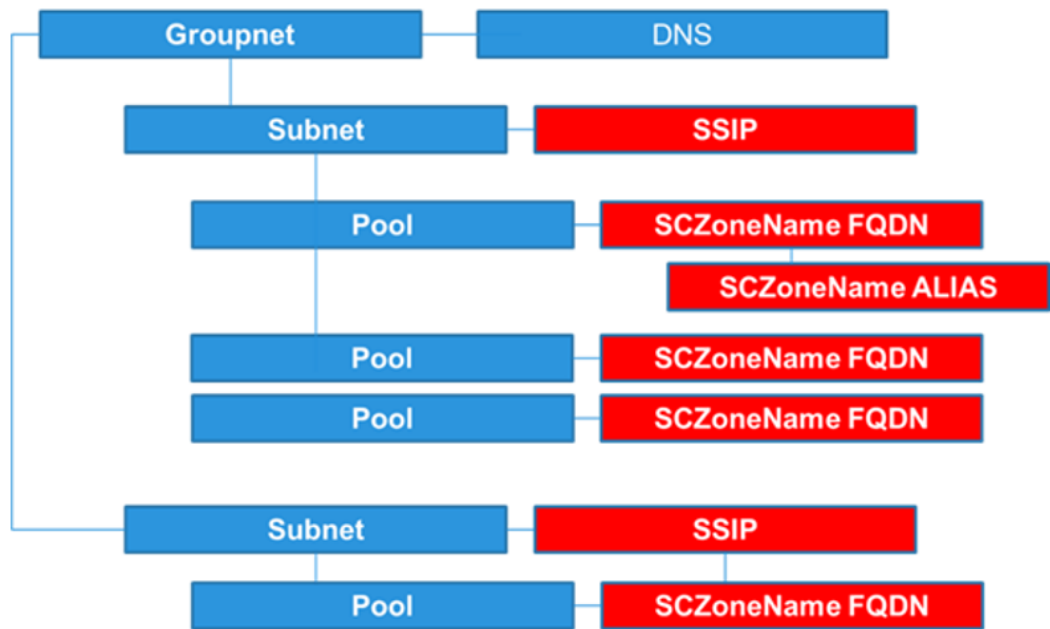 Groupnet
DNS
Subnet
SSIP
Pool
SCZoneName FQDN
SCZoneName ALIAS
Pool
SCZoneName FQDN
Pool
SCZoneName FQDN
Subnet
SSIP
Pool
SCZoneName FQDN